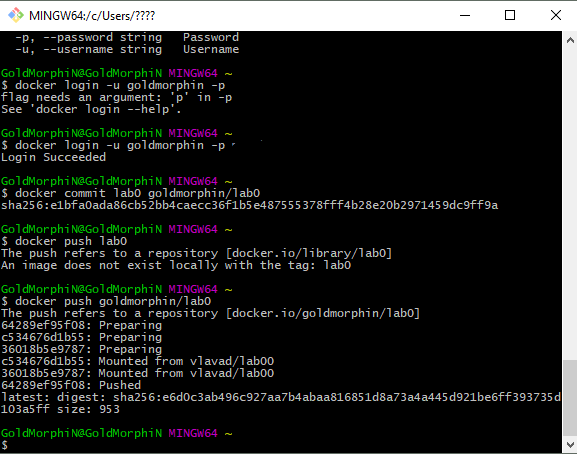 MINGW64:/c/Users/????
-p, --password string   Password
-u, --username string   Username
GoldMorphiN@GoldMorphiN MINGW64 ~
$ docker login -u goldmorphin -p
flag needs an argument: 'p' in -p
See 'docker login --help'.
GoldMorphiN@GoldMorphiN MINGW64 ~
$ docker login -u goldmorphin -p
Login Succeeded
GoldMorphiN@GoldMorphiN MINGW64 ~
$ docker commit lab0 goldmorphin/lab0
sha256:e1bfa0ada86cb52bb4caecc36f1b5e487555378fff4b28e20b2971459dc9ff9a
GoldMorphiN@GoldMorphiN MINGW64 ~
$ docker push lab0
The push refers to a repository [docker.io/library/lab0]
An image does not exist locally with the tag: lab0
GoldMorphiN@GoldMorphiN MINGW64 ~
$ docker push goldmorphin/lab0
The push refers to a repository [docker.io/goldmorphin/lab0]
64289ef95f08: Preparing
c534676d1b55: Preparing
36018b5e9787: Preparing
c534676d1b55: Mounted from vlavad/lab00
36018b5e9787: Mounted from vlavad/lab00
64289ef95f08: Pushed
latest: digest: sha256:e6d0c3ab496c927aa7b4abaa816851d8a73a4a445d921be6ff393735d
103a5ff size: 953
GoldMorphiN@GoldMorphiN MINGW64 ~
$